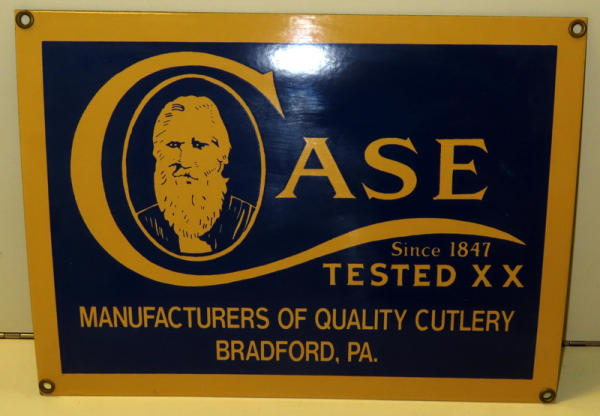 CASE
Since 1847
TESTED XX
MANUFACTURERS OF QUALITY CUTLERY
BRADFORD, PA.